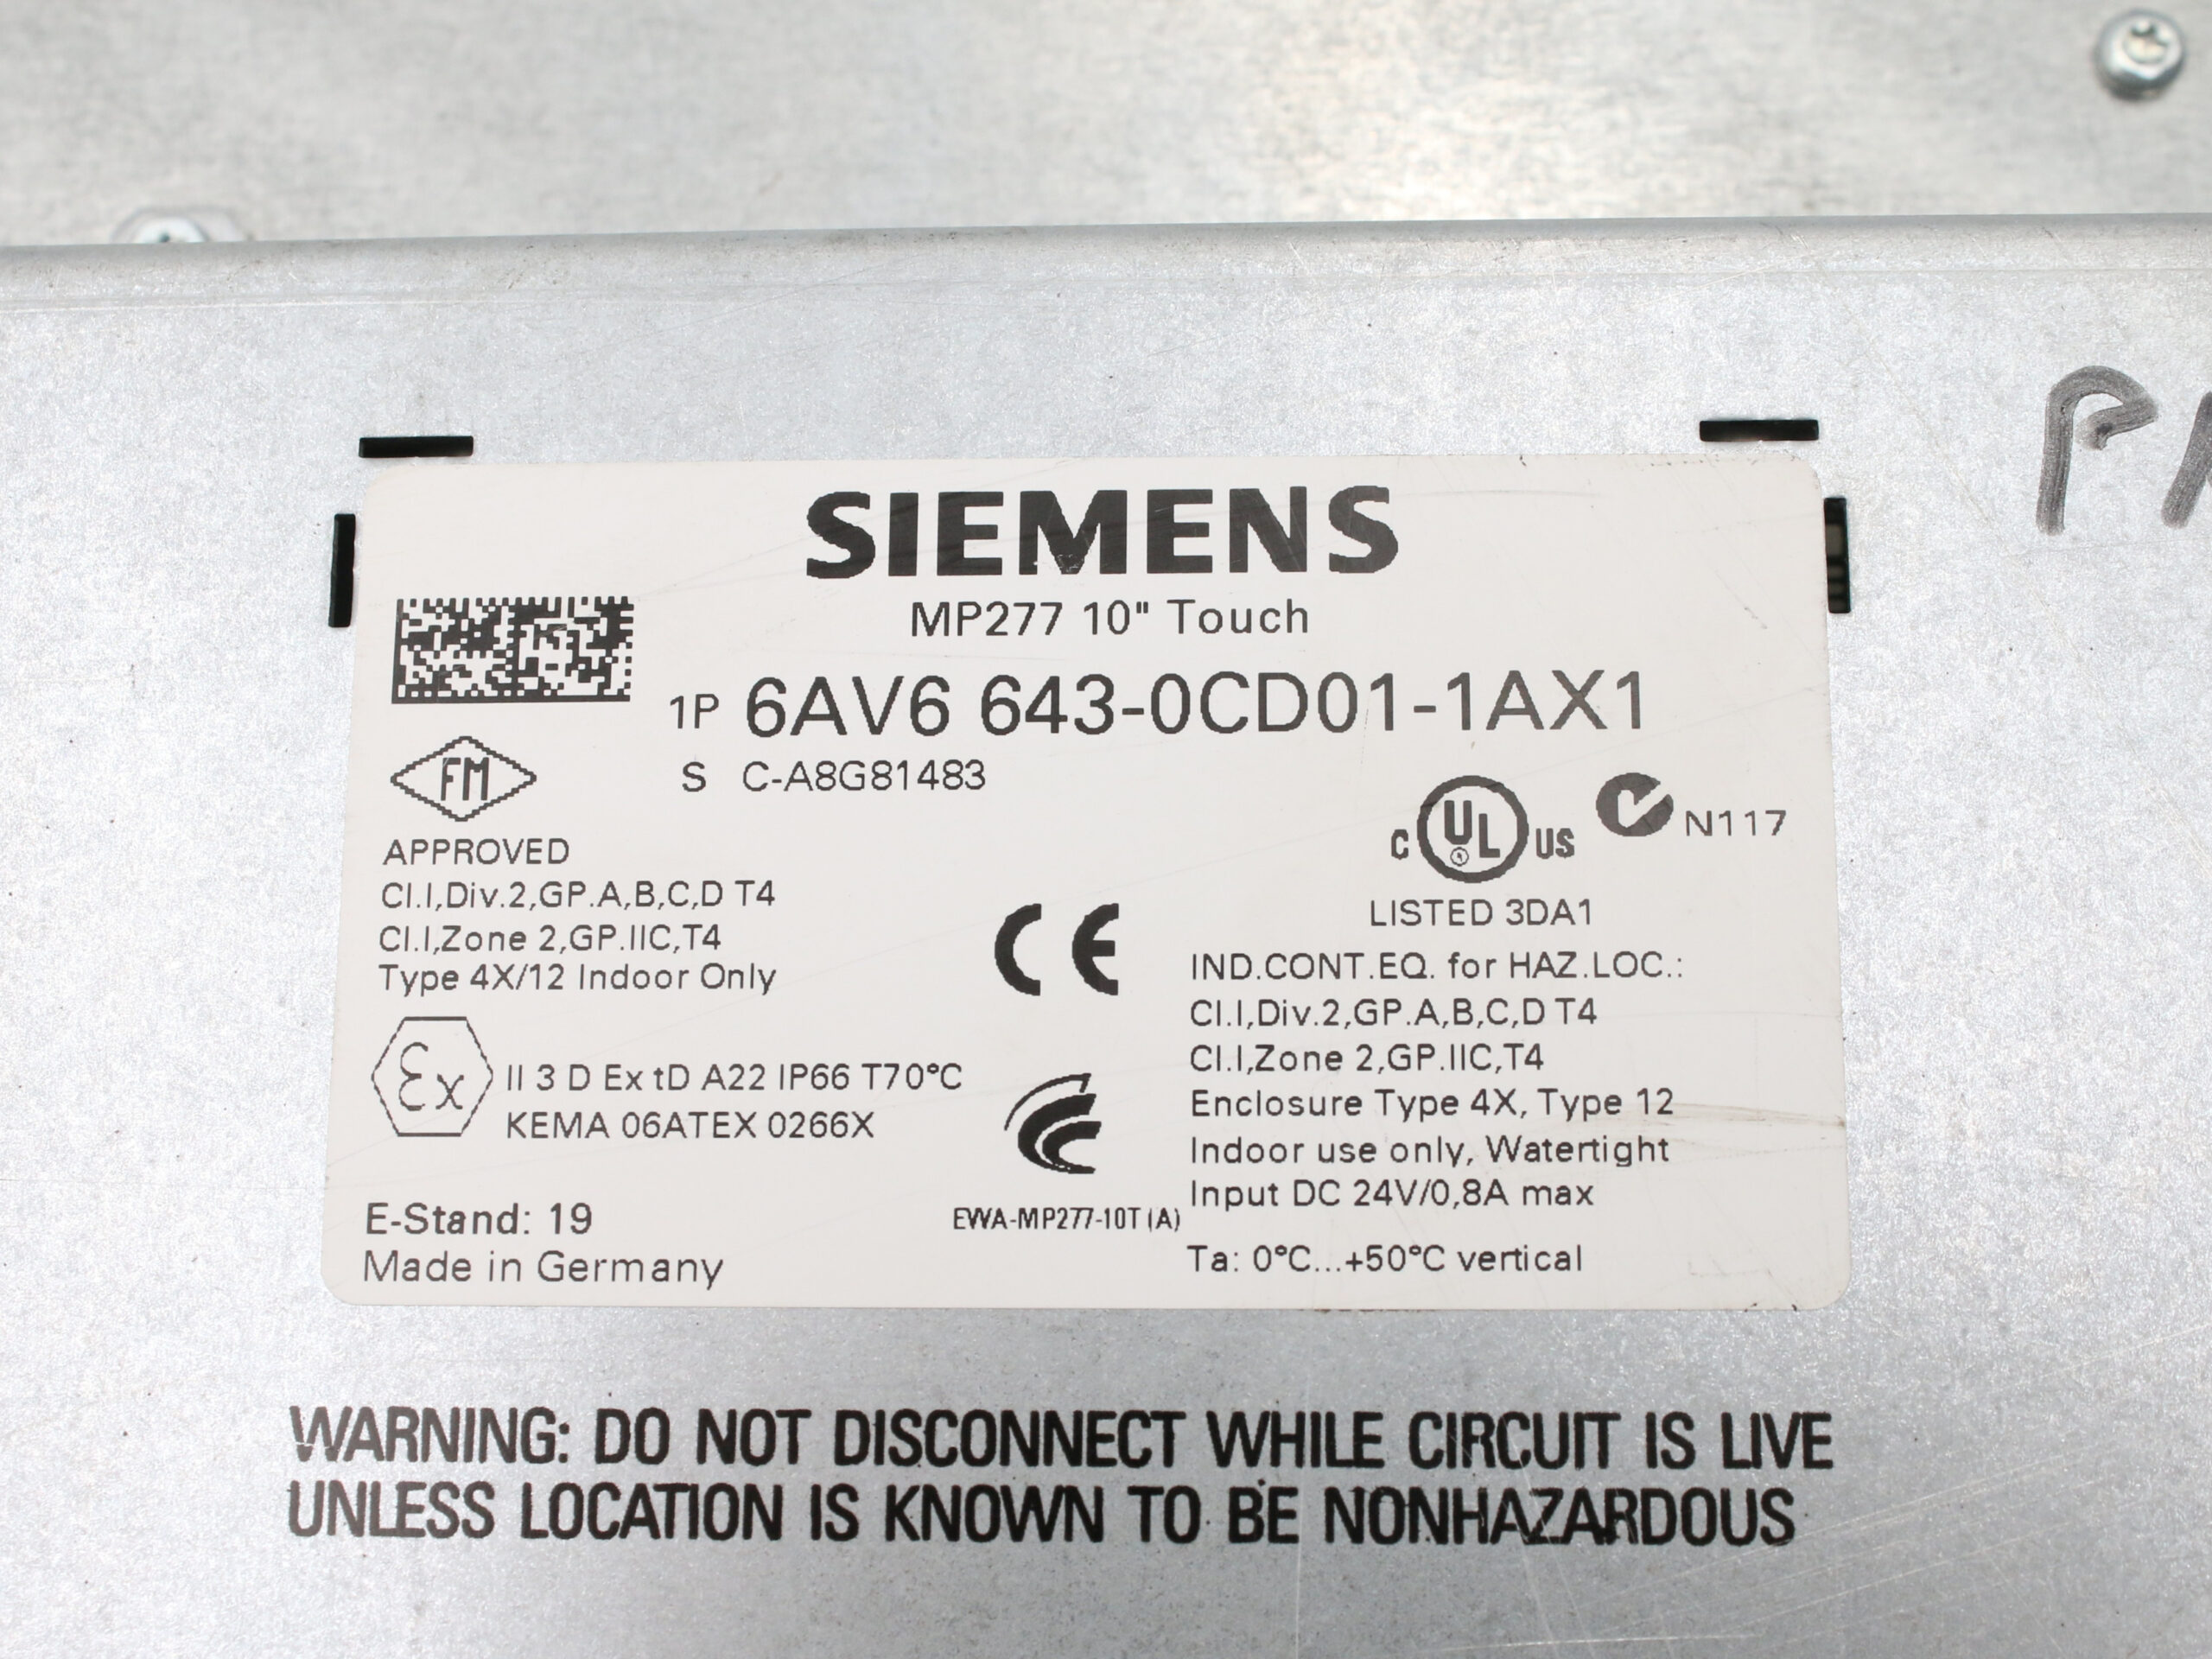 SIEMENS
MP277 10" Touch
1P 6AV6 643-0CD01-1AX1
S C-A8G81483
FM
APPROVED
Cl.I,Div.2,GP.A,B,C,D T4
Cl.I,Zone 2,GP.IIC,T4
Type 4X/12 Indoor Only
Ex II 3 D Ex tD A22 IP66 T70°C
KEMA 06ATEX 0266X
E-Stand: 19
Made in Germany
CE
EWA-MP277-10T (A)
C UL US N117
R
LISTED 3DA1
IND.CONT.EQ. for HAZ.LOC.:
Cl.I,Div.2,GP.A,B,C,D T4
Cl.I,Zone 2,GP.IIC,T4
Enclosure Type 4X, Type 12
Indoor use only, Watertight
Input DC 24V/0,8A max
Ta: 0°C...+50°C vertical
WARNING: DO NOT DISCONNECT WHILE CIRCUIT IS LIVE
UNLESS LOCATION IS KNOWN TO BE NONHAZARDOUS